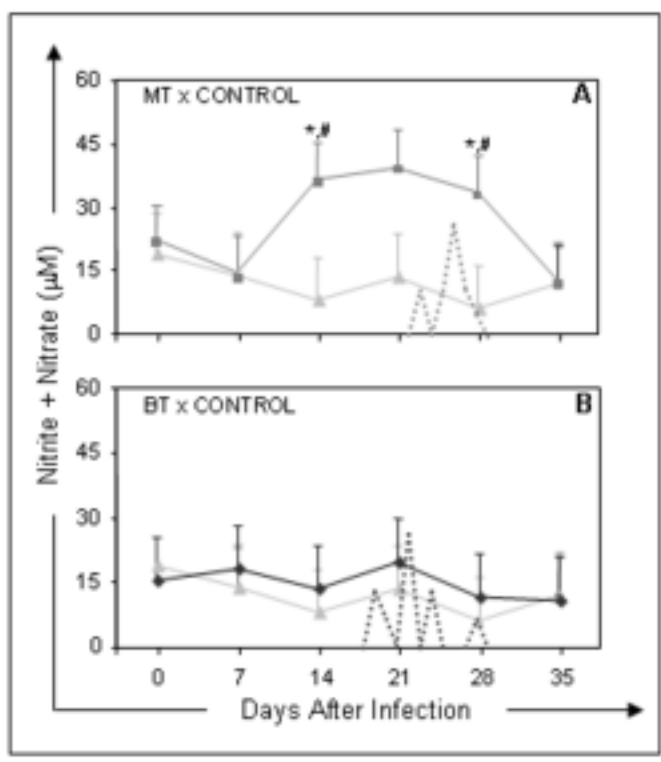 60
MT x CONTROL
A
*,#
*,#
45
30
15
0
Nitrite + Nitrate (μM)
60
BT x CONTROL
B
45
30
15
0
0 7 14 21 28 35
Days After Infection